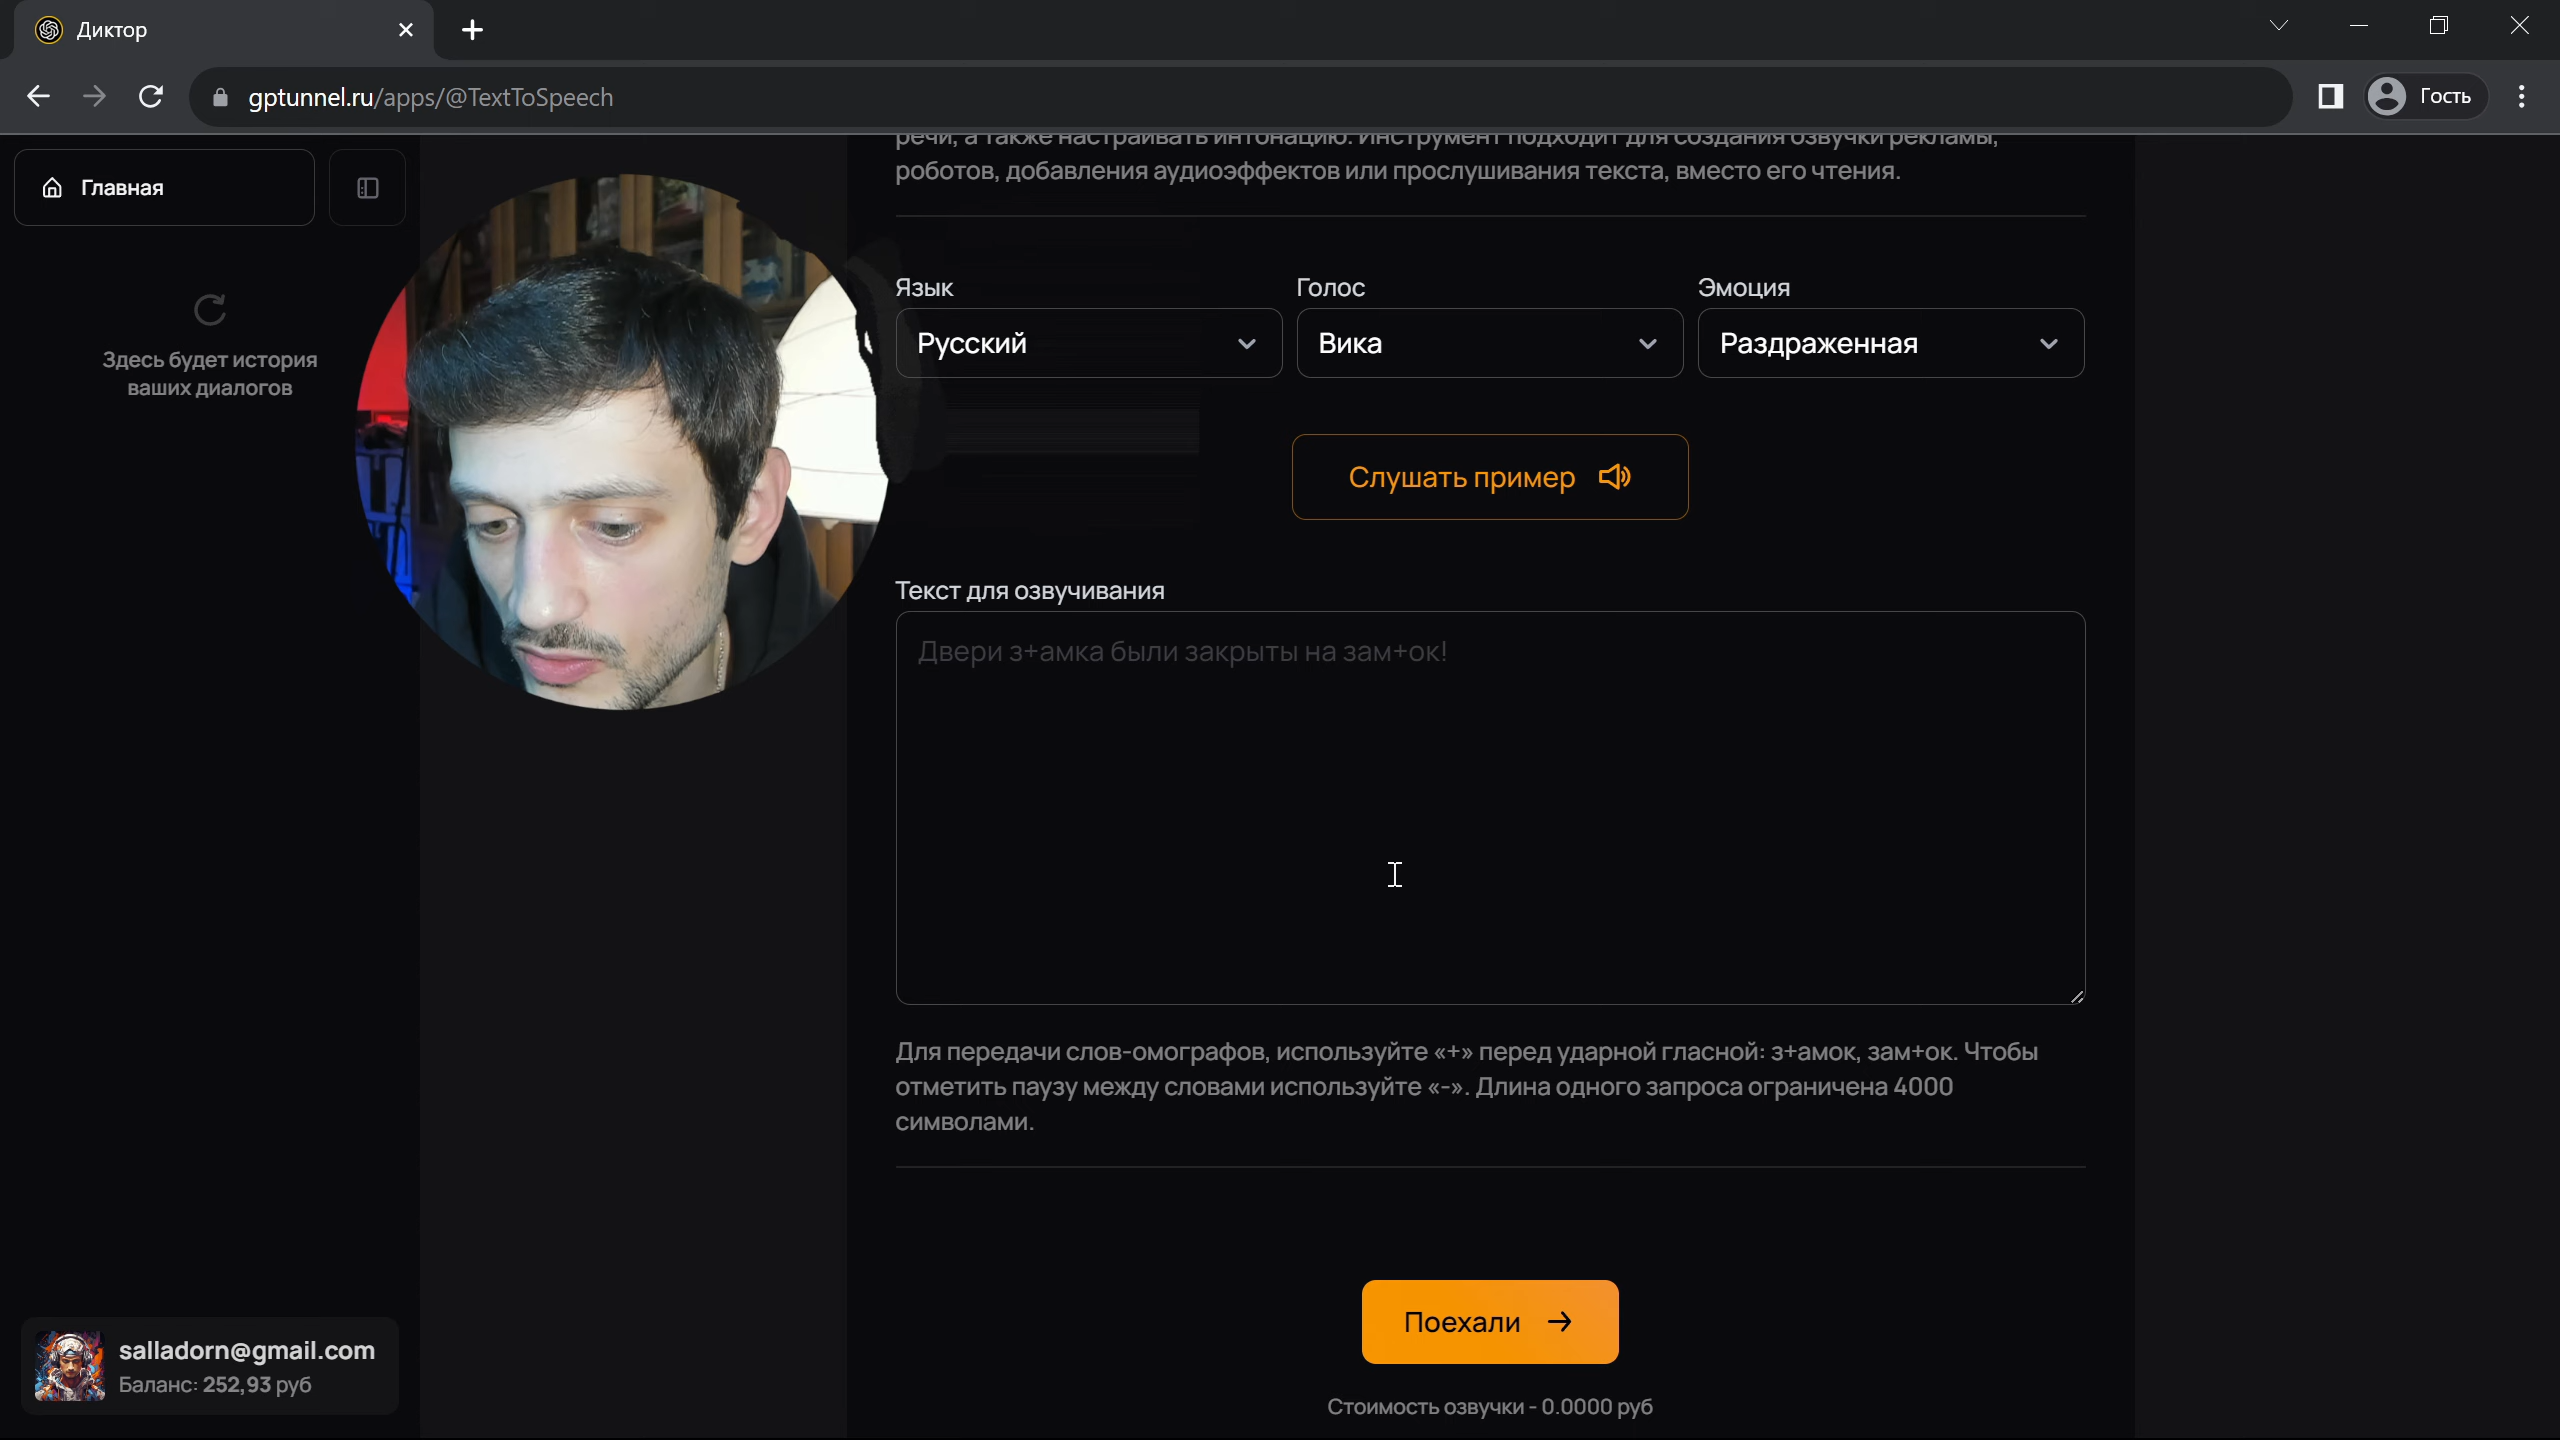 Диктор
gptunnel.ru/apps/@TextToSpeech
Гость
Главная
Здесь будет история
ваших диалогов
речи, а также настраивать интонацию. Инструмент подходит для создания озвучки рекламы,
роботов, добавления аудиоэффектов или прослушивания текста, вместо его чтения.
Язык
Голос
Эмоция
Русский
Вика
Раздраженная
Слушать пример
Текст для озвучивания
Двери з+амка были закрыты на зам+ок!
Для передачи слов-омографов, используйте «+» перед ударной гласной: з+амок, зам+ок. Чтобы
отметить паузу между словами используйте «-». Длина одного запроса ограничена 4000
символами.
Поехали
Стоимость озвучки - 0.0000 руб
salladorn@gmail.com
Баланс: 252,93 руб